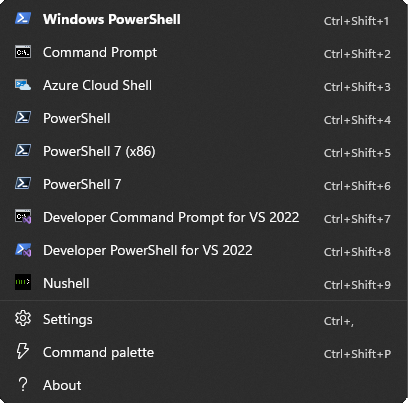 Windows PowerShell Ctrl+Shift+1
Command Prompt Ctrl+Shift+2
Azure Cloud Shell Ctrl+Shift+3
PowerShell Ctrl+Shift+4
PowerShell 7 (x86) Ctrl+Shift+5
PowerShell 7 Ctrl+Shift+6
Developer Command Prompt for VS 2022 Ctrl+Shift+7
Developer PowerShell for VS 2022 Ctrl+Shift+8
Nushell Ctrl+Shift+9
Settings Ctrl+,
Command palette Ctrl+Shift+P
About